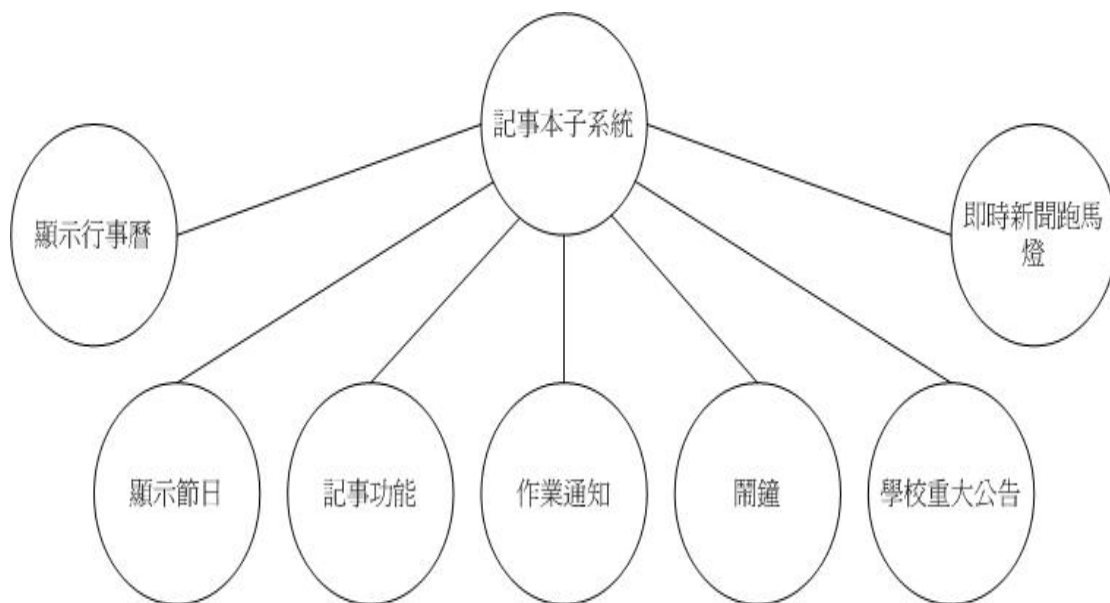 記事本子系統
顯示行事曆
即時新聞跑馬
燈
顯示節日
記事功能
作業通知
鬧鐘
學校重大公告